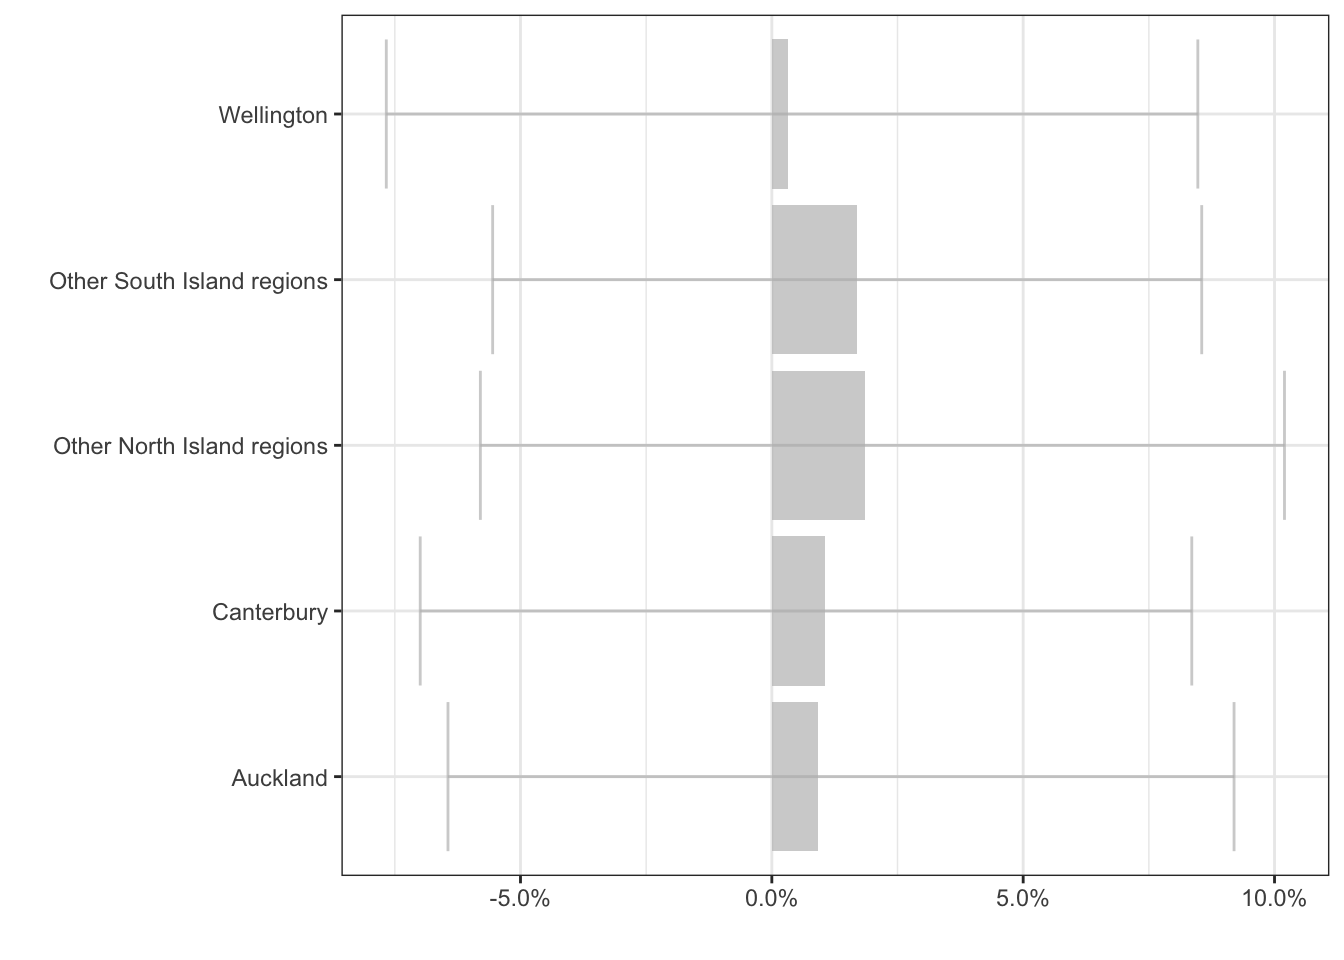 Wellington
Other South Island regions
Other North Island regions
Canterbury
Auckland
-5.0% 0.0% 5.0% 10.0%